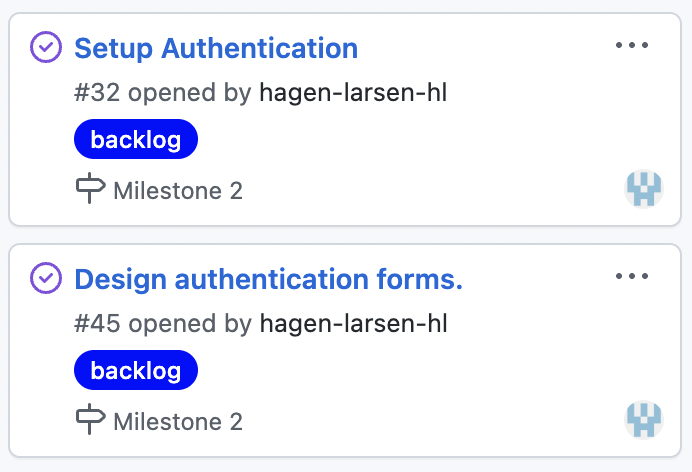 Setup Authentication
#32 opened by hagen-larsen-hl
backlog
Milestone 2
Design authentication forms.
#45 opened by hagen-larsen-hl
backlog
Milestone 2